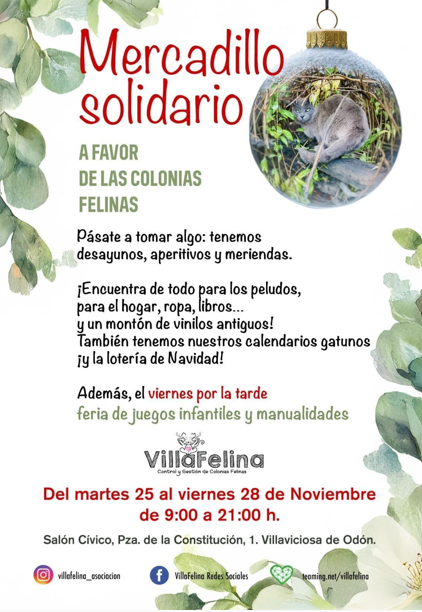 Mercadillo
solidario
A FAVOR
DE LAS COLONIAS
FELINAS
Pásate a tomar algo: tenemos
desayunos, aperitivos y meriendas.
¡Encuentra de todo para los peludos,
para el hogar, ropa, libros...
y un montón de vinilos antiguos!
También tenemos nuestros calendarios gatunos
¡y la lotería de Navidad!
Además, el viernes por la tarde
feria de juegos infantiles y manualidades
VillaFelina
Control y Gestión de Colonias Felinas
Del martes 25 al viernes 28 de Noviembre
de 9:00 a 21:00 h.
Salón Cívico, Pza. de la Constitución, 1. Villaviciosa de Odón.
villafelina_asociacion
VillaFelina Redes Sociales
teaming.net/villafelina